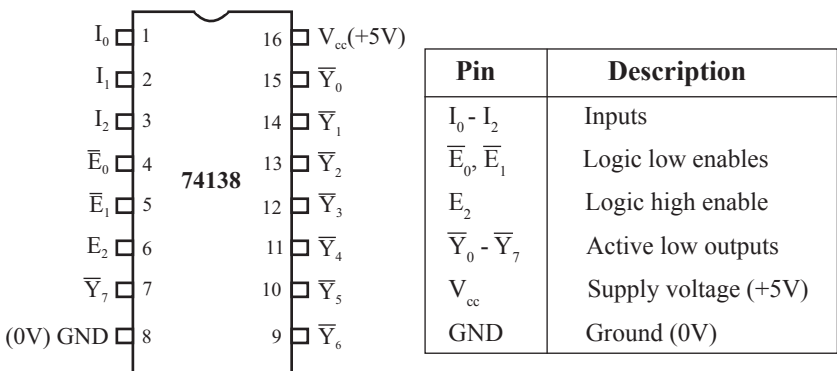 I₀ 1 16 V_cc(+5V)
I₁ 2 15 Y̅₀
I₂ 3 14 Y̅₁
E̅₀ 4 13 Y̅₂
74138
E̅₁ 5 12 Y̅₃
E₂ 6 11 Y̅₄
Y̅₇ 7 10 Y̅₅
(0V) GND 8 9 Y̅₆
Pin Description
I₀ - I₂ Inputs
E̅₀, E̅₁ Logic low enables
E₂ Logic high enable
Y̅₀ - Y̅₇ Active low outputs
V_cc Supply voltage (+5V)
GND Ground (0V)